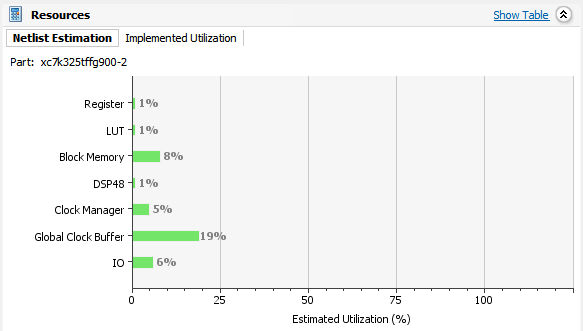 Resources Show Table
Netlist Estimation Implemented Utilization
Part: xc7k325tffg900-2
Register 1%
LUT 1%
Block Memory 8%
DSP48 1%
Clock Manager 5%
Global Clock Buffer 19%
IO 6%
0 25 50 75 100
Estimated Utilization (%)